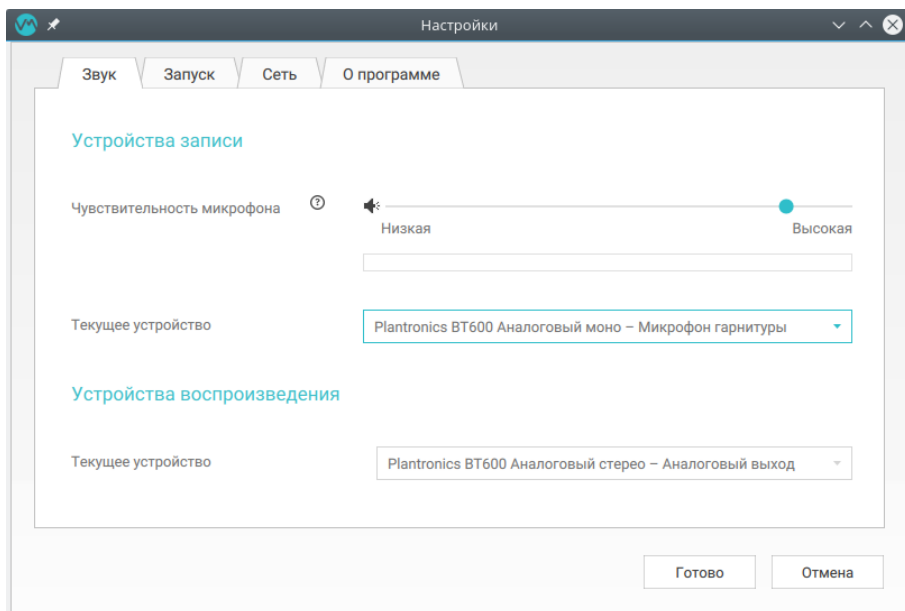 Настройки
Звук Запуск Сеть О программе
Устройства записи
Чувствительность микрофона ?
Низкая Высокая
Текущее устройство Plantronics BT600 Аналоговый моно – Микрофон гарнитуры
Устройства воспроизведения
Текущее устройство Plantronics BT600 Аналоговый стерео – Аналоговый выход
Готово Отмена